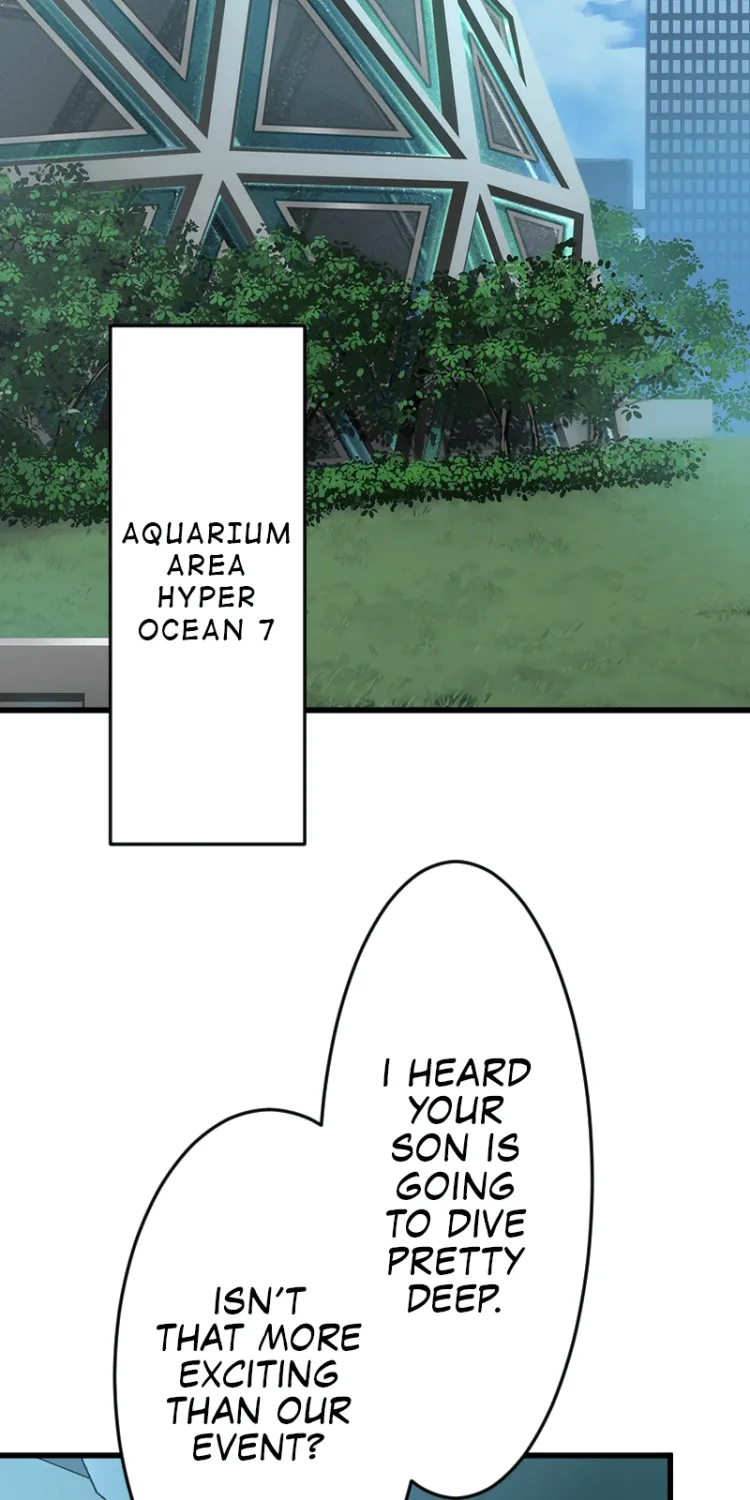 AQUARIUM
AREA
HYPER
OCEAN 7
I HEARD
YOUR
SON IS
GOING
TO DIVE
PRETTY
DEEP.
ISN'T
THAT MORE
EXCITING
THAN OUR
EVENT?